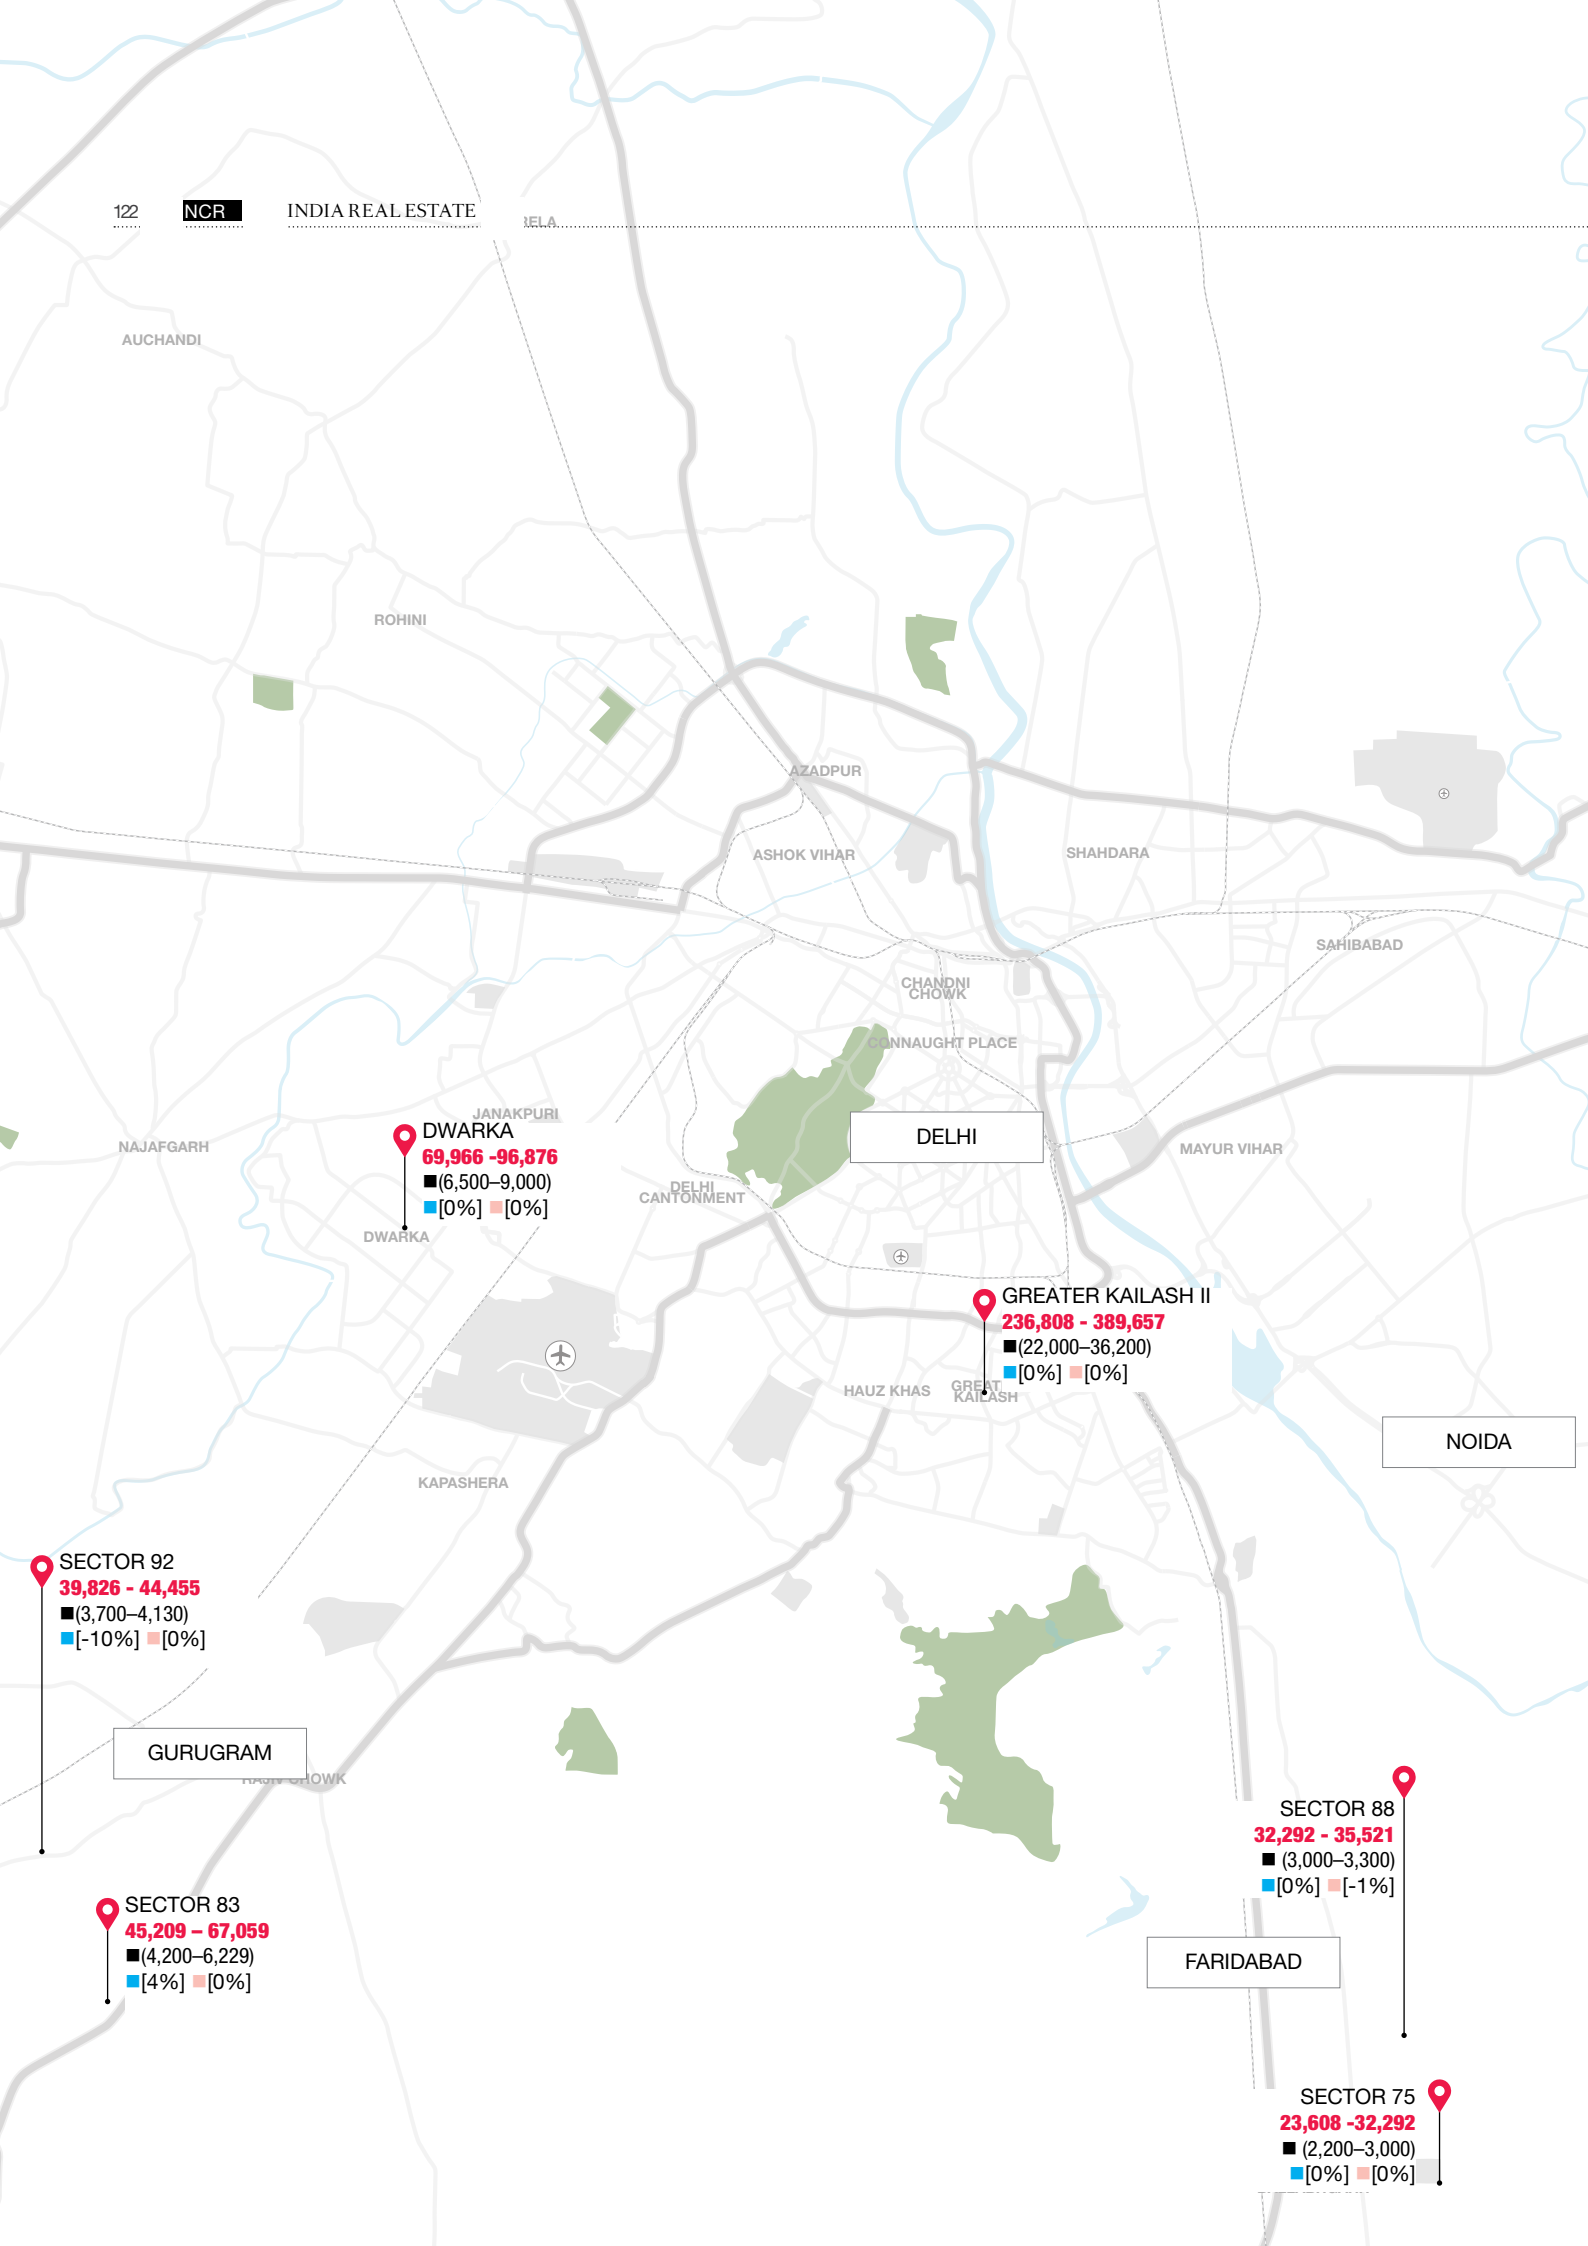 122 NCR INDIA REAL ESTATE
AUCHANDI
ROHINI
AZADPUR
ASHOK VIHAR
SHAHDARA
SAHIBABAD
CHANDNI
CHOWK
CONNAUGHT PLACE
JANAKPURI
NAJAFGARH
DWARKA
69,966 -96,876
(6,500–9,000)
[0%] [0%]
DWARKA
DELHI
CANTONMENT
DELHI
MAYUR VIHAR
GREATER KAILASH II
236,808 - 389,657
(22,000–36,200)
[0%] [0%]
HAUZ KHAS
GREAT
KAILASH
NOIDA
KAPASHERA
SECTOR 92
39,826 - 44,455
(3,700–4,130)
[-10%] [0%]
GURUGRAM
RAJIV CHOWK
SECTOR 88
32,292 - 35,521
(3,000–3,300)
[0%] [-1%]
SECTOR 83
45,209 – 67,059
(4,200–6,229)
[4%] [0%]
FARIDABAD
SECTOR 75
23,608 -32,292
(2,200–3,000)
[0%] [0%]